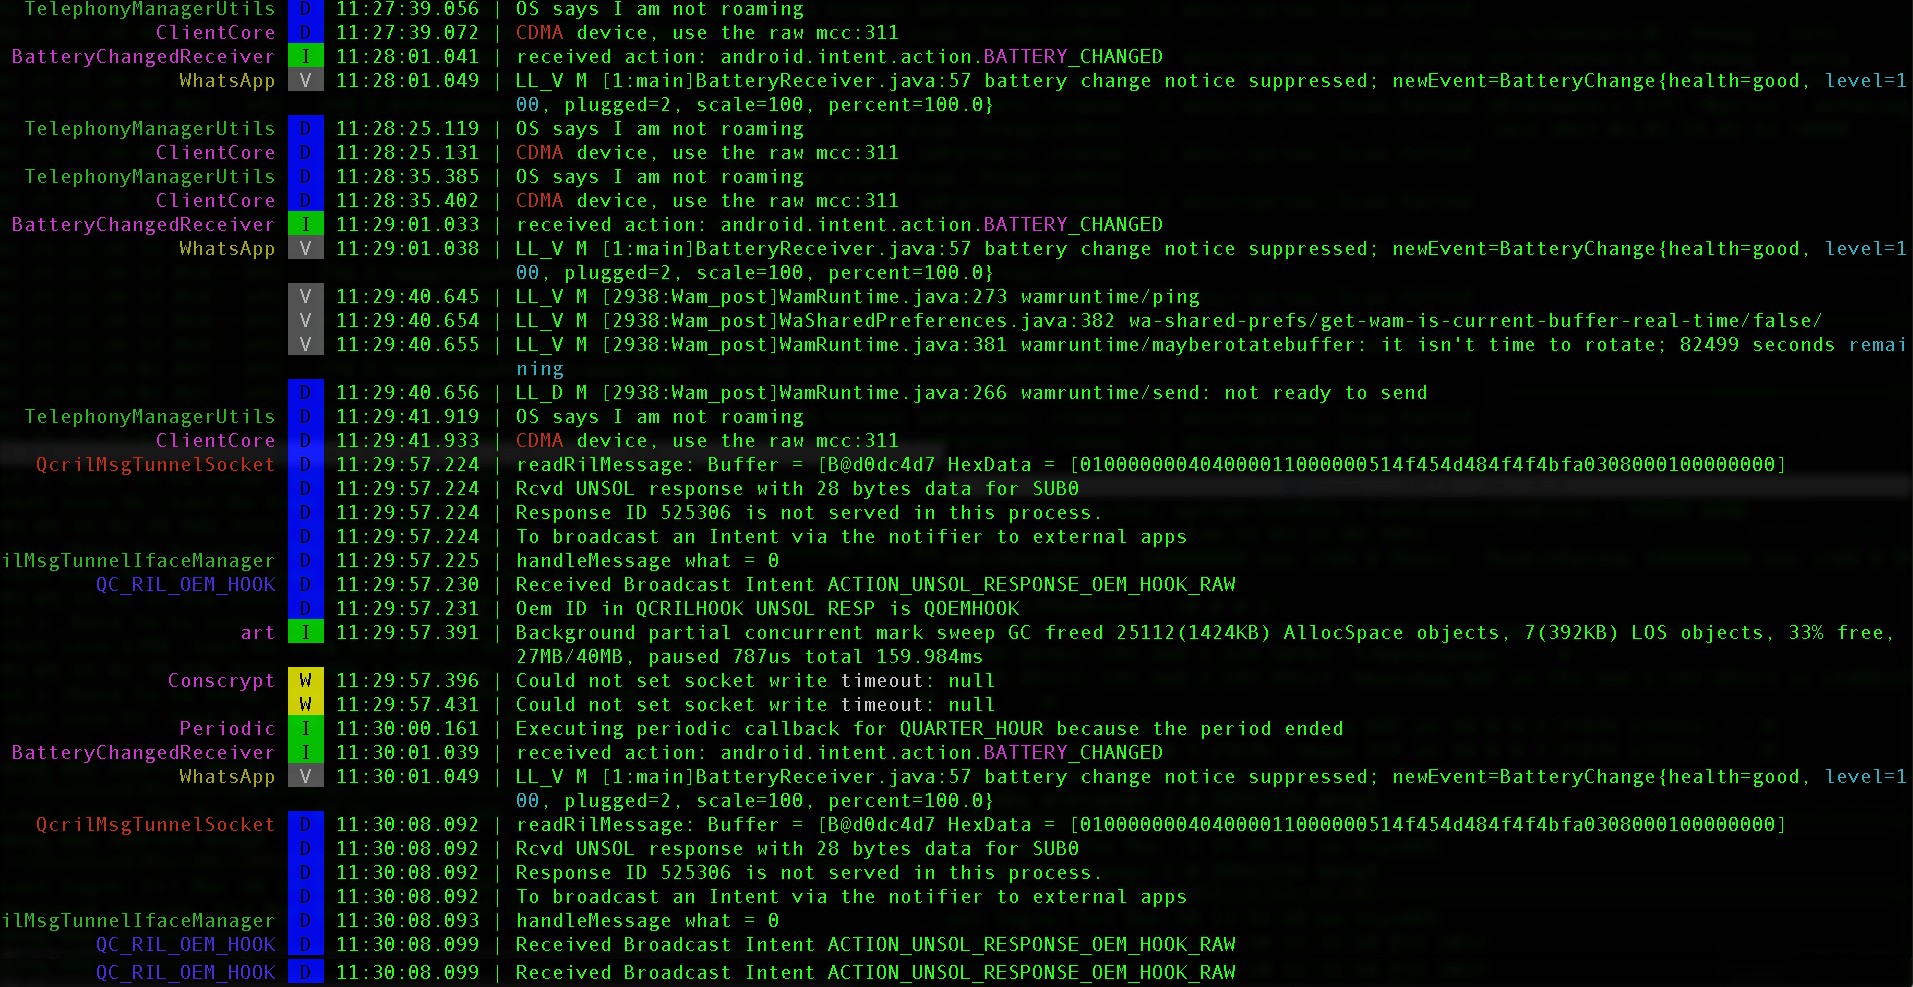 TelephonyManagerUtils D 11:27:39.056 | OS says I am not roaming
ClientCore D 11:27:39.072 | CDMA device, use the raw mcc:311
BatteryChangedReceiver I 11:28:01.041 | received action: android.intent.action.BATTERY_CHANGED
WhatsApp V 11:28:01.049 | LL_V M [1:main]BatteryReceiver.java:57 battery change notice suppressed; newEvent=BatteryChange{health=good, level=1
00, plugged=2, scale=100, percent=100.0}
TelephonyManagerUtils D 11:28:25.119 | OS says I am not roaming
ClientCore D 11:28:25.131 | CDMA device, use the raw mcc:311
TelephonyManagerUtils D 11:28:35.385 | OS says I am not roaming
ClientCore D 11:28:35.402 | CDMA device, use the raw mcc:311
BatteryChangedReceiver I 11:29:01.033 | received action: android.intent.action.BATTERY_CHANGED
WhatsApp V 11:29:01.038 | LL_V M [1:main]BatteryReceiver.java:57 battery change notice suppressed; newEvent=BatteryChange{health=good, level=1
00, plugged=2, scale=100, percent=100.0}
V 11:29:40.645 | LL_V M [2938:Wam_post]WamRuntime.java:273 wamruntime/ping
V 11:29:40.654 | LL_V M [2938:Wam_post]WaSharedPreferences.java:382 wa-shared-prefs/get-wam-is-current-buffer-real-time/false/
V 11:29:40.655 | LL_V M [2938:Wam_post]WamRuntime.java:381 wamruntime/mayberotatebuffer: it isn't time to rotate; 82499 seconds remai
ning
D 11:29:40.656 | LL_D M [2938:Wam_post]WamRuntime.java:266 wamruntime/send: not ready to send
TelephonyManagerUtils D 11:29:41.919 | OS says I am not roaming
ClientCore D 11:29:41.933 | CDMA device, use the raw mcc:311
QcrilMsgTunnelSocket D 11:29:57.224 | readRilMessage: Buffer = [B@d0dc4d7 HexData = [010000000404000011000000514f454d484f4f4bfa0308000100000000]
D 11:29:57.224 | Rcvd UNSOL response with 28 bytes data for SUB0
D 11:29:57.224 | Response ID 525306 is not served in this process.
D 11:29:57.224 | To broadcast an Intent via the notifier to external apps
ilMsgTunnelIfaceManager D 11:29:57.225 | handleMessage what = 0
QC_RIL_OEM_HOOK D 11:29:57.230 | Received Broadcast Intent ACTION_UNSOL_RESPONSE_OEM_HOOK_RAW
D 11:29:57.231 | Oem ID in QCRILHOOK UNSOL RESP is QOEMHOOK
art I 11:29:57.391 | Background partial concurrent mark sweep GC freed 25112(1424KB) AllocSpace objects, 7(392KB) LOS objects, 33% free,
27MB/40MB, paused 787us total 159.984ms
Conscrypt W 11:29:57.396 | Could not set socket write timeout: null
W 11:29:57.431 | Could not set socket write timeout: null
Periodic I 11:30:00.161 | Executing periodic callback for QUARTER_HOUR because the period ended
BatteryChangedReceiver I 11:30:01.039 | received action: android.intent.action.BATTERY_CHANGED
WhatsApp V 11:30:01.049 | LL_V M [1:main]BatteryReceiver.java:57 battery change notice suppressed; newEvent=BatteryChange{health=good, level=1
00, plugged=2, scale=100, percent=100.0}
QcrilMsgTunnelSocket D 11:30:08.092 | readRilMessage: Buffer = [B@d0dc4d7 HexData = [010000000404000011000000514f454d484f4f4bfa0308000100000000]
D 11:30:08.092 | Rcvd UNSOL response with 28 bytes data for SUB0
D 11:30:08.092 | Response ID 525306 is not served in this process.
D 11:30:08.092 | To broadcast an Intent via the notifier to external apps
ilMsgTunnelIfaceManager D 11:30:08.093 | handleMessage what = 0
QC_RIL_OEM_HOOK D 11:30:08.099 | Received Broadcast Intent ACTION_UNSOL_RESPONSE_OEM_HOOK_RAW
QC_RIL_OEM_HOOK D 11:30:08.099 | Received Broadcast Intent ACTION_UNSOL_RESPONSE_OEM_HOOK_RAW